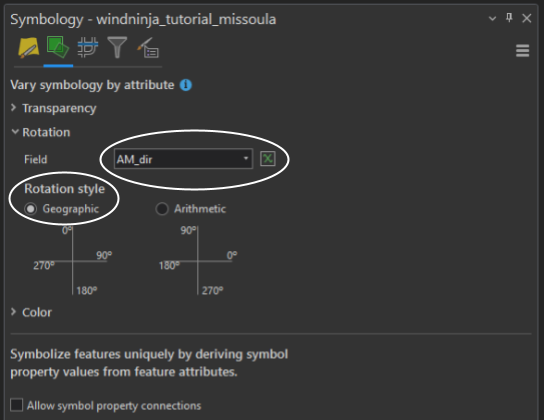 Symbology - windninja_tutorial_missoula
Vary symbology by attribute
Transparency
Rotation
Field AM_dir
Rotation style
Geographic Arithmetic
0° 90°
90° 0°
270° 180°
180° 270°
Color
Symbolize features uniquely by deriving symbol
property values from feature attributes.
Allow symbol property connections